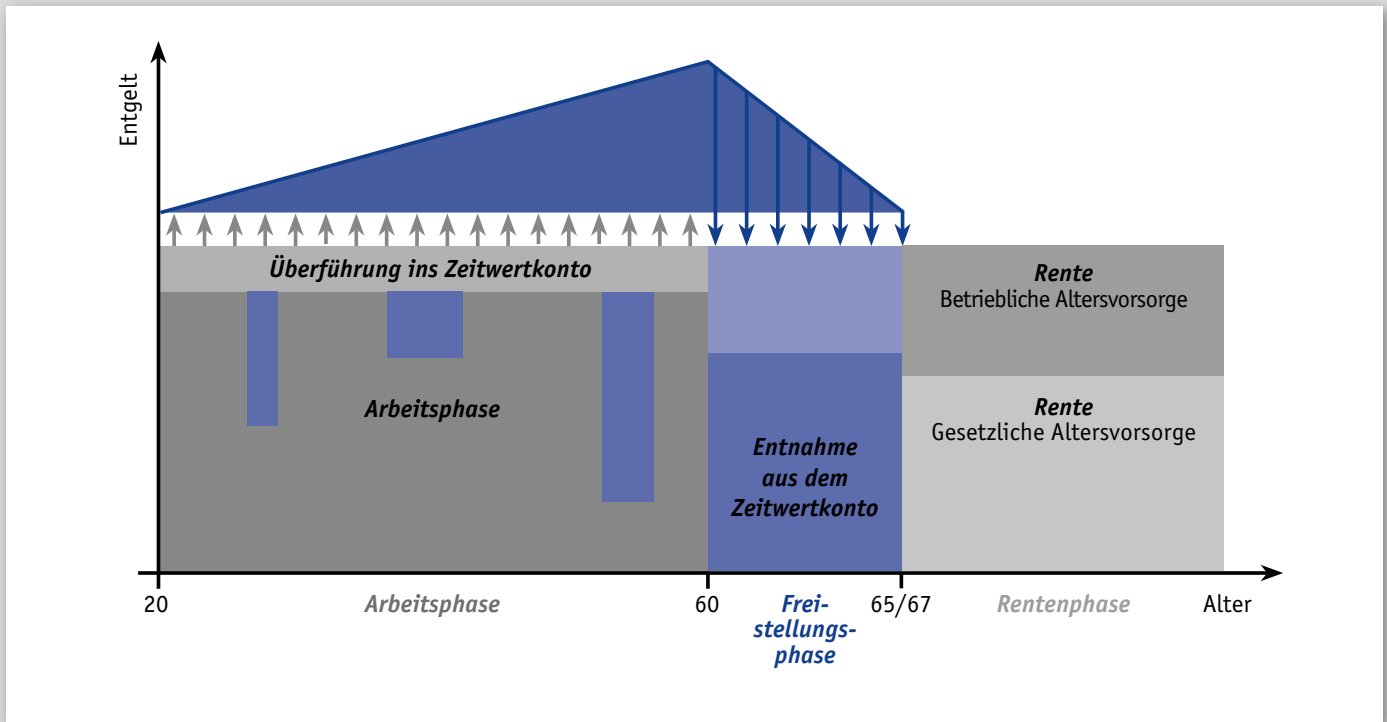 Entgelt
Überführung ins Zeitwertkonto
Arbeitsphase
Entnahme
aus dem
Zeitwertkonto
Rente
Betriebliche Altersvorsorge
Rente
Gesetzliche Altersvorsorge
20
Arbeitsphase
60
Frei-
stellungs-
phase
65/67
Rentenphase
Alter